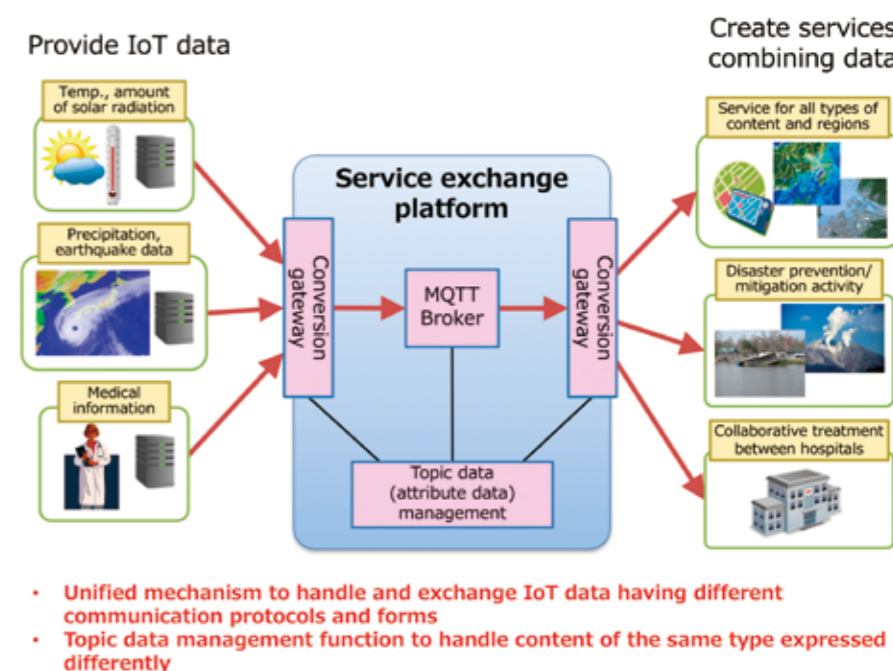 Provide IoT data
Create services
combining data
Temp., amount
of solar radiation
Precipitation,
earthquake data
Medical
information
Service exchange
platform
Conversion
gateway
MQTT
Broker
Conversion
gateway
Topic data
(attribute data)
management
Service for all types of
content and regions
Disaster prevention/
mitigation activity
Collaborative treatment
between hospitals
• Unified mechanism to handle and exchange IoT data having different
communication protocols and forms
• Topic data management function to handle content of the same type expressed
differently